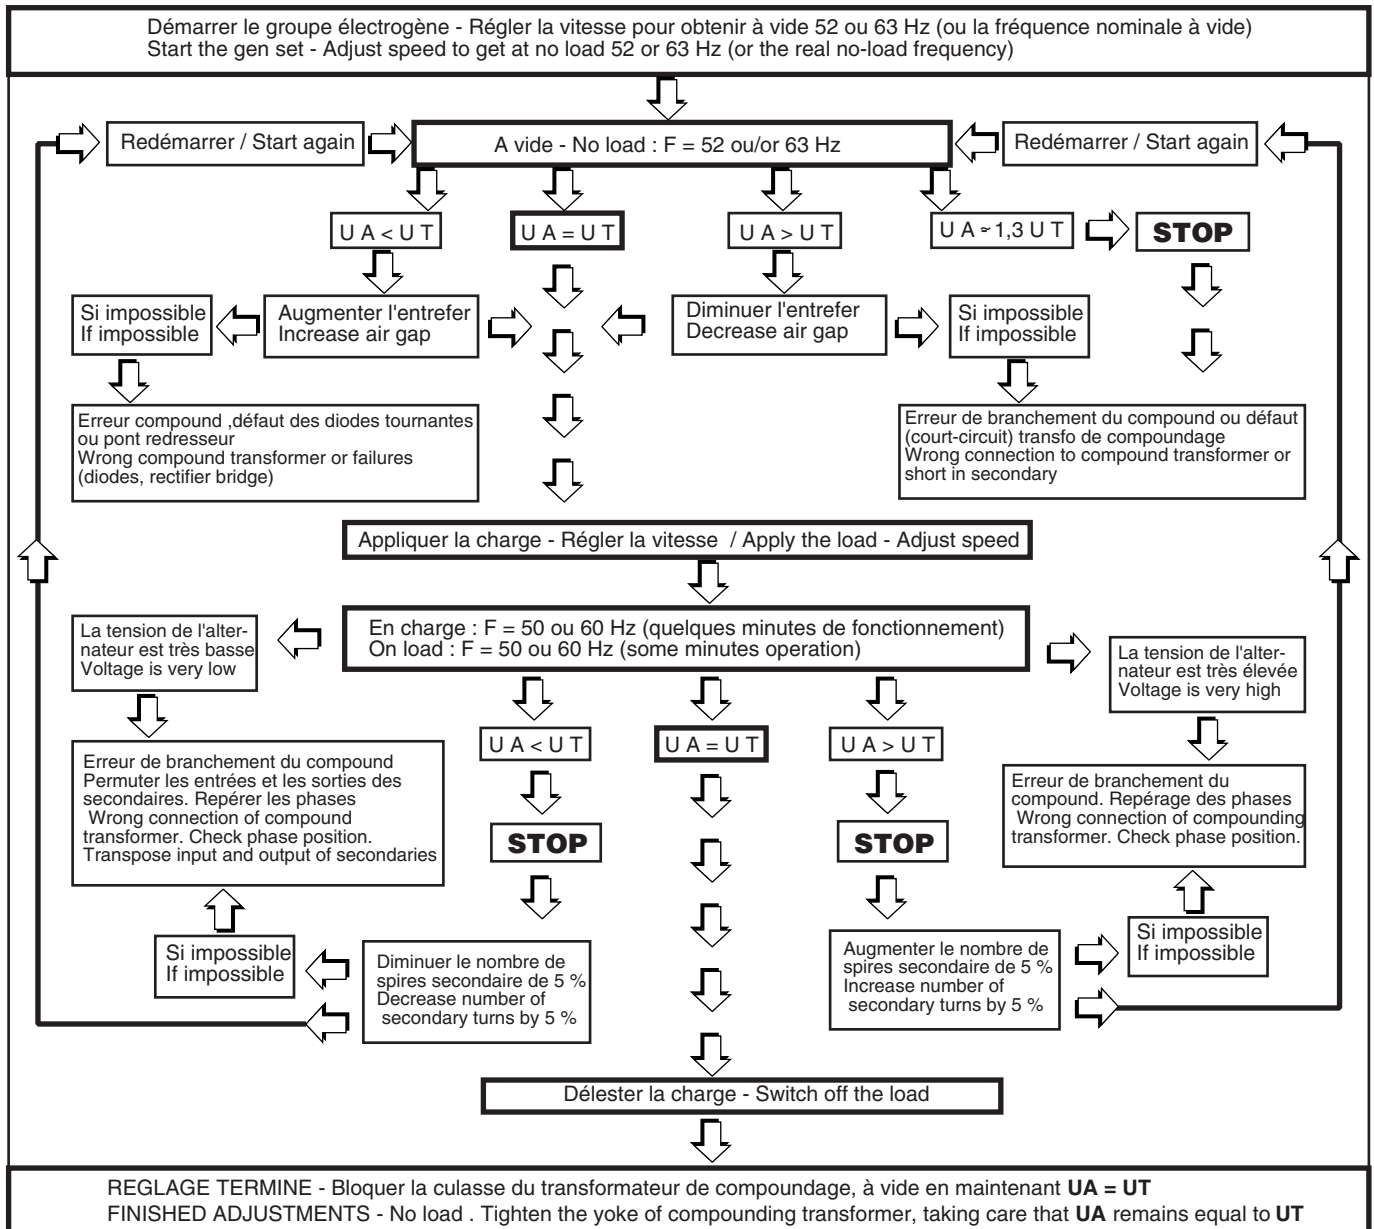 Démarrer le groupe électrogène - Régler la vitesse pour obtenir à vide 52 ou 63 Hz (ou la fréquence nominale à vide)
Start the gen set - Adjust speed to get at no load 52 or 63 Hz (or the real no-load frequency)
Redémarrer / Start again
A vide - No load : F = 52 ou/or 63 Hz
Redémarrer / Start again
U A < U T
U A = U T
U A > U T
U A ≃ 1,3 U T
STOP
Si impossible
If impossible
Augmenter l'entrefer
Increase air gap
Diminuer l'entrefer
Decrease air gap
Si impossible
If impossible
Erreur compound ,défaut des diodes tournantes
ou pont redresseur
Wrong compound transformer or failures
(diodes, rectifier bridge)
Erreur de branchement du compound ou défaut
(court-circuit) transfo de compoundage
Wrong connection to compound transformer or
short in secondary
Appliquer la charge - Régler la vitesse / Apply the load - Adjust speed
La tension de l'alter-
nateur est très basse
Voltage is very low
En charge : F = 50 ou 60 Hz (quelques minutes de fonctionnement)
On load : F = 50 ou 60 Hz (some minutes operation)
La tension de l'alter-
nateur est très élevée
Voltage is very high
U A < U T
U A = U T
U A > U T
Erreur de branchement du compound
Permuter les entrées et les sorties des
secondaires. Repérer les phases
Wrong connection of compound
transformer. Check phase position.
Transpose input and output of secondaries
STOP
STOP
Erreur de branchement du
compound. Repérage des phases
Wrong connection of compounding
transformer. Check phase position.
Si impossible
If impossible
Diminuer le nombre de
spires secondaire de 5 %
Decrease number of
secondary turns by 5 %
Augmenter le nombre de
spires secondaire de 5 %
Increase number of
secondary turns by 5 %
Si impossible
If impossible
Délester la charge - Switch off the load
REGLAGE TERMINE - Bloquer la culasse du transformateur de compoundage, à vide en maintenant UA = UT
FINISHED ADJUSTMENTS - No load . Tighten the yoke of compounding transformer, taking care that UA remains equal to UT